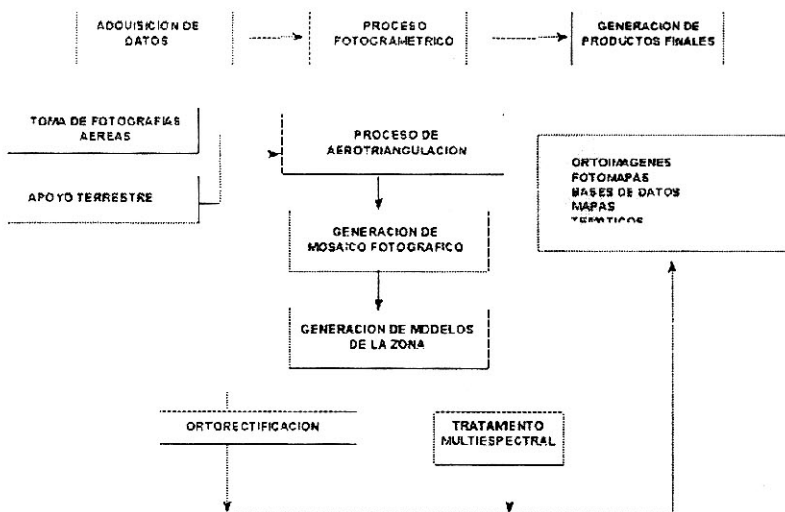 ADQUISICION DE
DATOS
PROCESO
FOTOGRAMETRICO
GENERACION DE
PRODUCTOS FINALES
TOMA DE FOTOGRAFIAS
AEREAS
APOYO TERRESTRE
PROCESO DE
AEROTRIANGULACION
GENERACION DE
MOSAICO FOTOGRAFICO
GENERACION DE MODELOS
DE LA ZONA
ORTOIMAGENES
FOTOMAPAS
BASES DE DATOS
MAPAS
TEMATICOS
ORTORECTIFICACION
TRATAMENTO
MULTIESPECTRAL